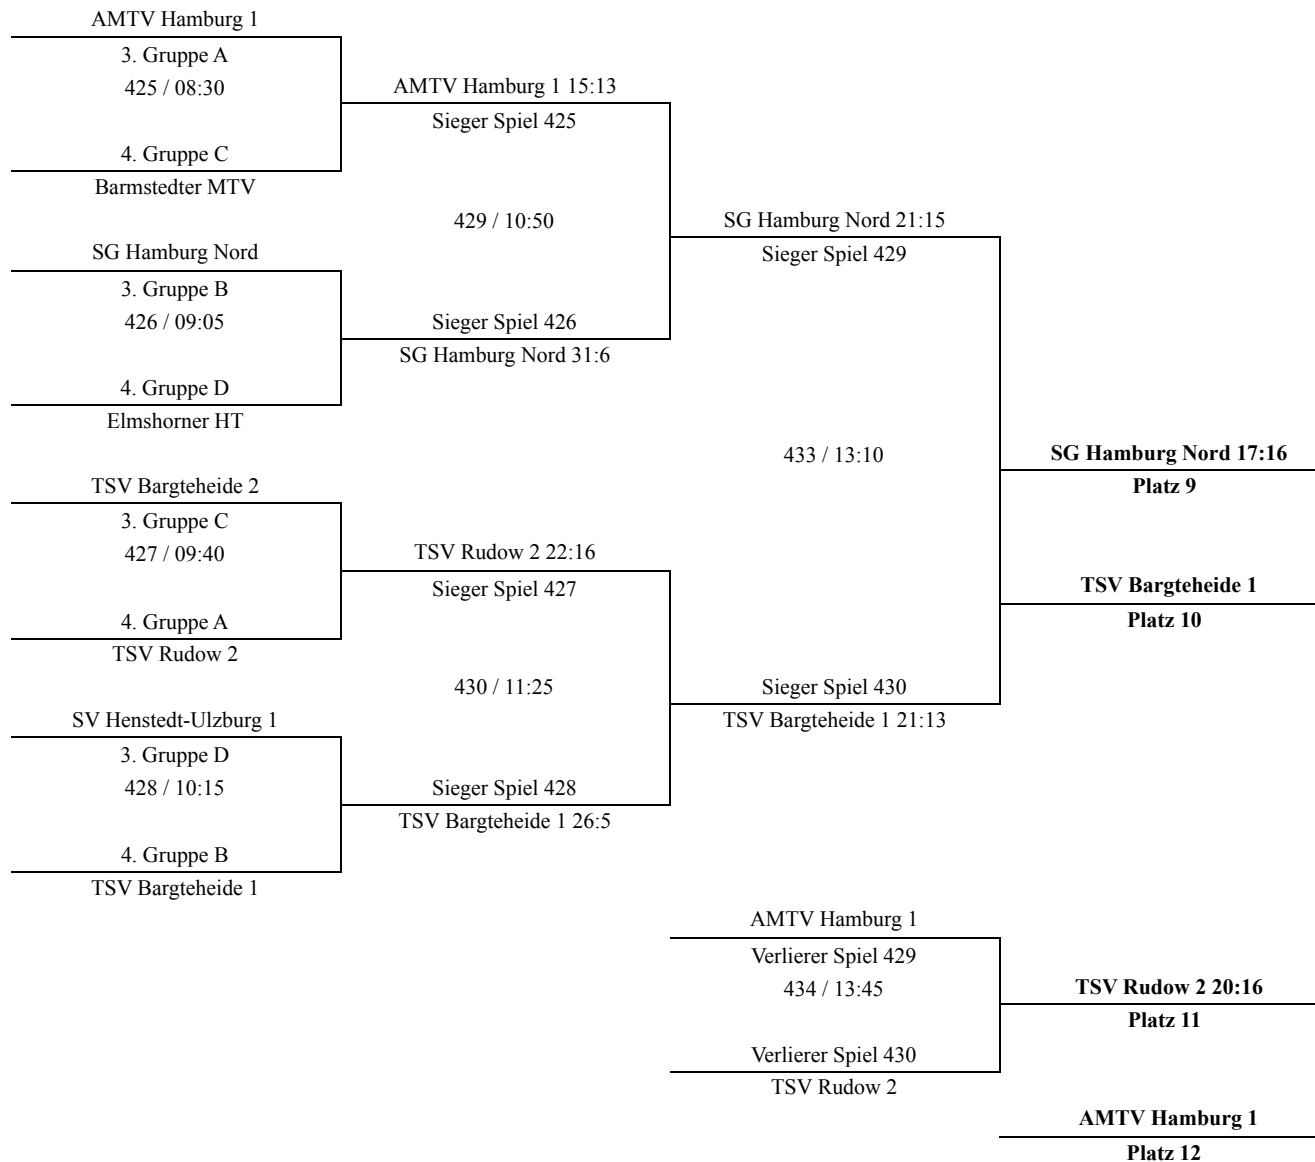 AMTV Hamburg 1
3. Gruppe A
425 / 08:30
4. Gruppe C
Barmstedter MTV
SG Hamburg Nord
3. Gruppe B
426 / 09:05
4. Gruppe D
Elmshorner HT
TSV Bargteheide 2
3. Gruppe C
427 / 09:40
4. Gruppe A
TSV Rudow 2
SV Henstedt-Ulzburg 1
3. Gruppe D
428 / 10:15
4. Gruppe B
TSV Bargteheide 1
AMTV Hamburg 1 15:13
Sieger Spiel 425
429 / 10:50
Sieger Spiel 426
SG Hamburg Nord 31:6
TSV Rudow 2 22:16
Sieger Spiel 427
430 / 11:25
Sieger Spiel 428
TSV Bargteheide 1 26:5
SG Hamburg Nord 21:15
Sieger Spiel 429
433 / 13:10
Sieger Spiel 430
TSV Bargteheide 1 21:13
SG Hamburg Nord 17:16
Platz 9
TSV Bargteheide 1
Platz 10
AMTV Hamburg 1
Verlierer Spiel 429
434 / 13:45
Verlierer Spiel 430
TSV Rudow 2
TSV Rudow 2 20:16
Platz 11
AMTV Hamburg 1
Platz 12